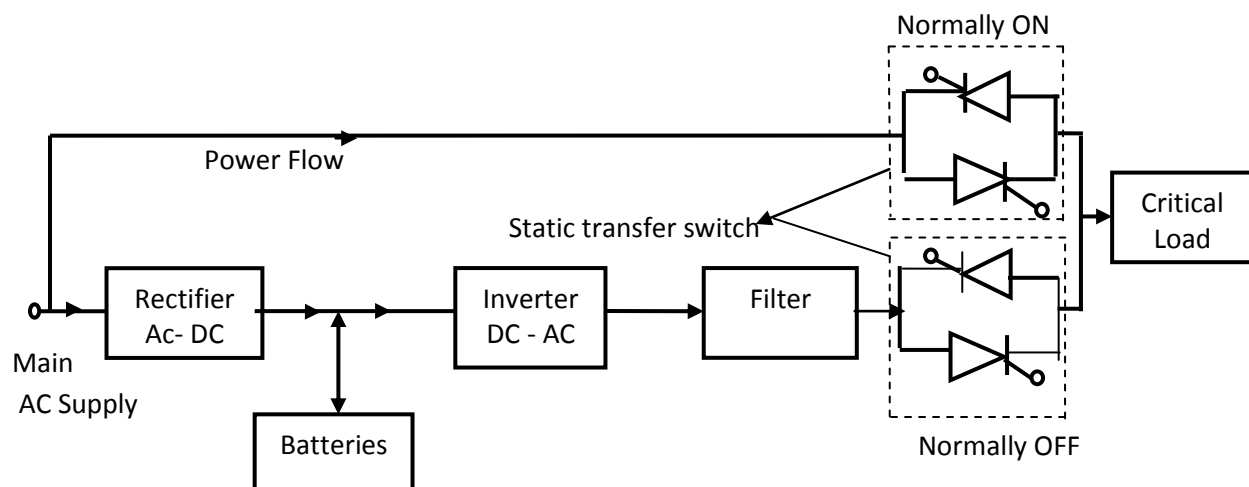 Normally ON
Power Flow
Static transfer switch
Critical
Load
Rectifier
Ac- DC
Inverter
DC - AC
Filter
Main
AC Supply
Batteries
Normally OFF